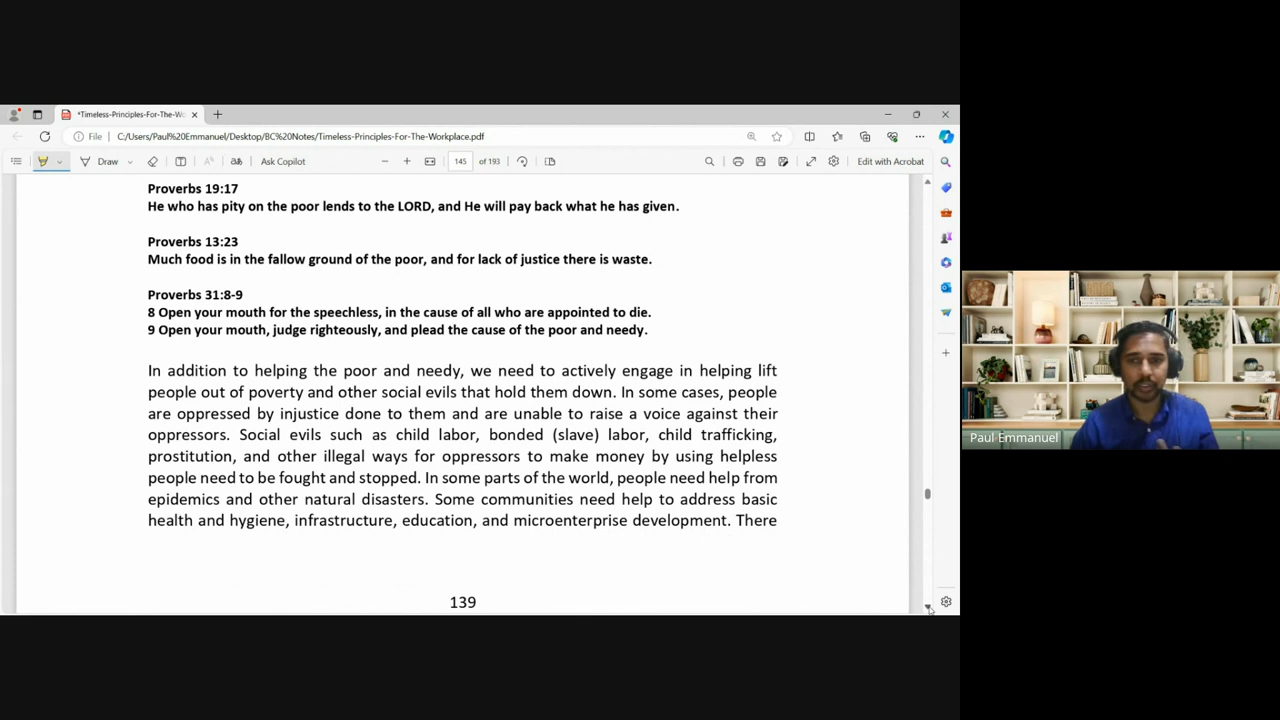 *Timeless-Principles-For-The-Wo
File
C:/Users/Paul%20Emmanuel/Desktop/BC%20Notes/Timeless-Principles-For-The-Workplace.pdf
Draw
Ask Copilot
145 of 193
Edit with Acrobat
Proverbs 19:17
He who has pity on the poor lends to the LORD, and He will pay back what he has given.
Proverbs 13:23
Much food is in the fallow ground of the poor, and for lack of justice there is waste.
Proverbs 31:8-9
8 Open your mouth for the speechless, in the cause of all who are appointed to die.
9 Open your mouth, judge righteously, and plead the cause of the poor and needy.
In addition to helping the poor and needy, we need to actively engage in helping lift
people out of poverty and other social evils that hold them down. In some cases, people
are oppressed by injustice done to them and are unable to raise a voice against their
oppressors. Social evils such as child labor, bonded (slave) labor, child trafficking,
prostitution, and other illegal ways for oppressors to make money by using helpless
people need to be fought and stopped. In some parts of the world, people need help from
epidemics and other natural disasters. Some communities need help to address basic
health and hygiene, infrastructure, education, and microenterprise development. There
139
Paul Emmanuel